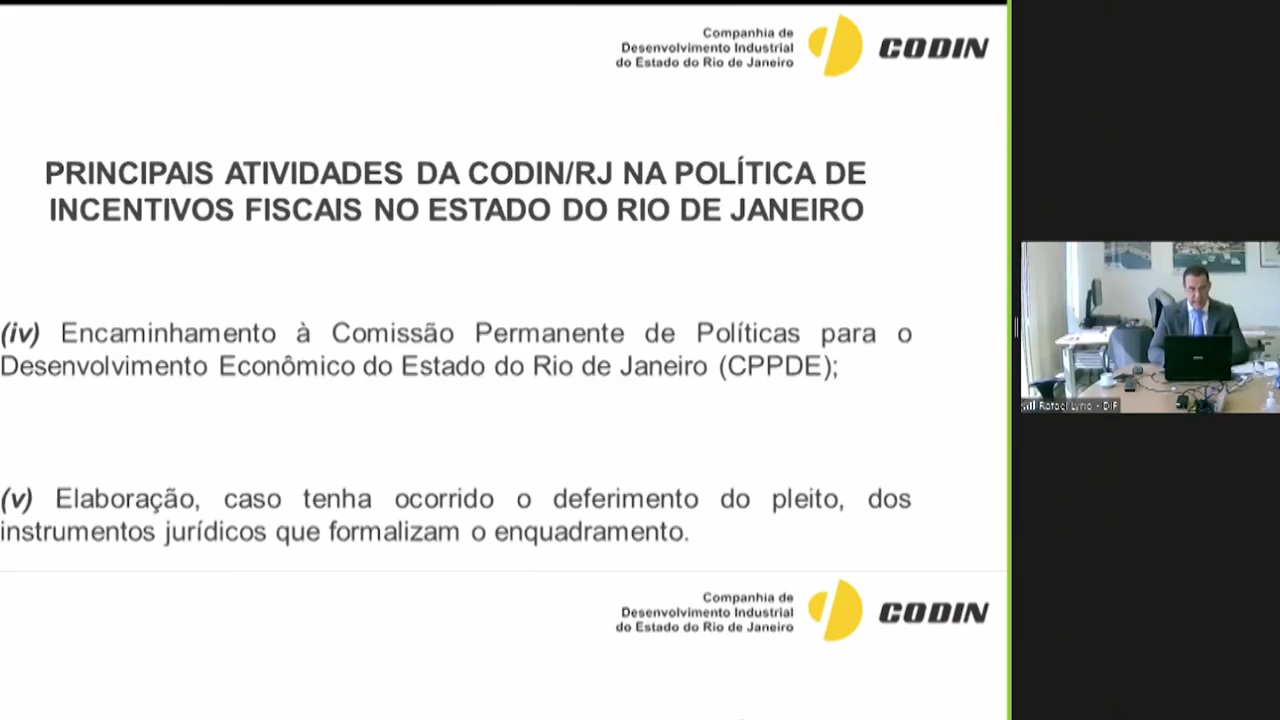 Companhia de
Desenvolvimento Industrial
do Estado do Rio de Janeiro
CODIN
PRINCIPAIS ATIVIDADES DA CODIN/RJ NA POLÍTICA DE
INCENTIVOS FISCAIS NO ESTADO DO RIO DE JANEIRO
(iv) Encaminhamento à Comissão Permanente de Políticas para o
Desenvolvimento Econômico do Estado do Rio de Janeiro (CPPDE);
(v) Elaboração, caso tenha ocorrido o deferimento do pleito, dos
instrumentos jurídicos que formalizam o enquadramento.
Companhia de
Desenvolvimento Industrial
do Estado do Rio de Janeiro
CODIN
Rafael